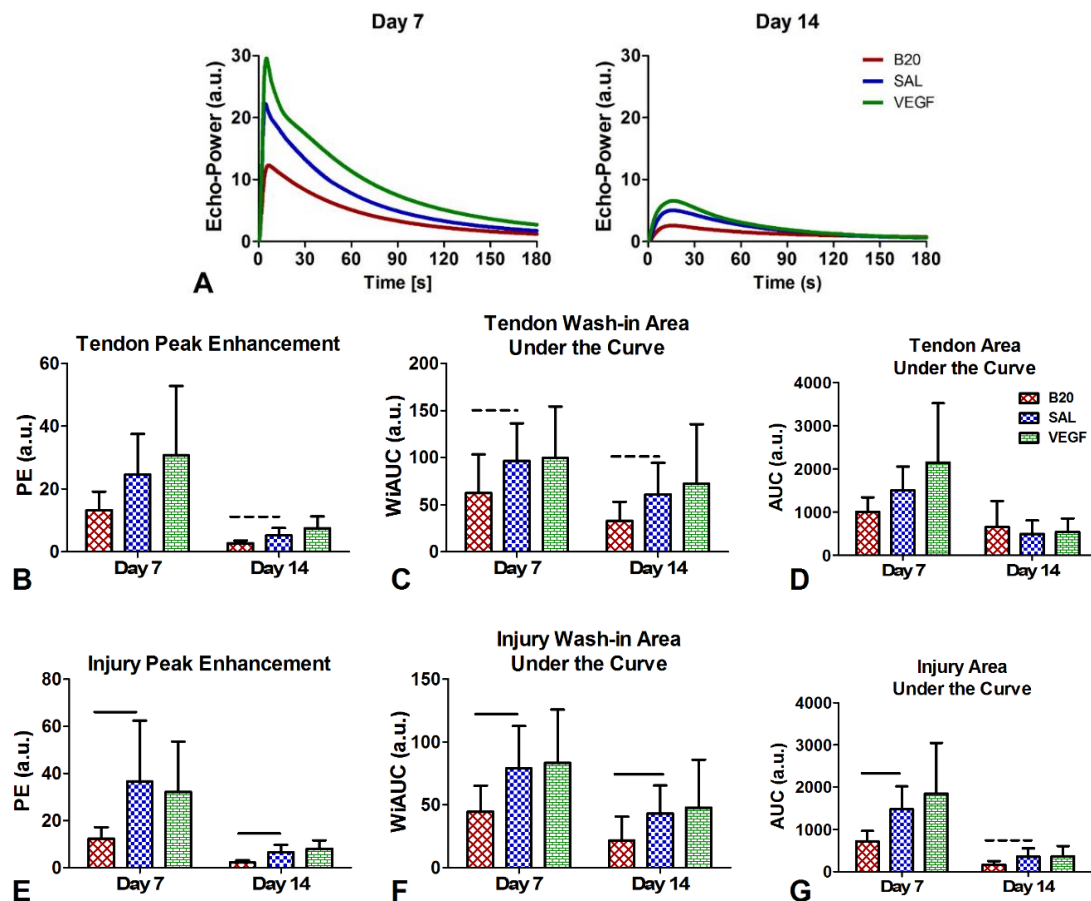 Day 7
Day 14
30
20
10
0
Echo-Power (a.u.)
0 30 60 90 120 150 180
Time [s]
A
30
20
10
0
Echo-Power (a.u.)
0 30 60 90 120 150 180
Time (s)
B20
SAL
VEGF
Tendon Peak Enhancement
60
40
20
0
PE (a.u.)
Day 7 Day 14
B
Tendon Wash-in Area
Under the Curve
200
150
100
50
0
WiAUC (a.u.)
Day 7 Day 14
C
Tendon Area
Under the Curve
4000
3000
2000
1000
0
AUC (a.u.)
B20
SAL
VEGF
Day 7 Day 14
D
Injury Peak Enhancement
80
60
40
20
0
PE (a.u.)
Day 7 Day 14
E
Injury Wash-in Area
Under the Curve
150
100
50
0
WiAUC (a.u.)
Day 7 Day 14
F
Injury Area
Under the Curve
4000
3000
2000
1000
0
AUC (a.u.)
Day 7 Day 14
G